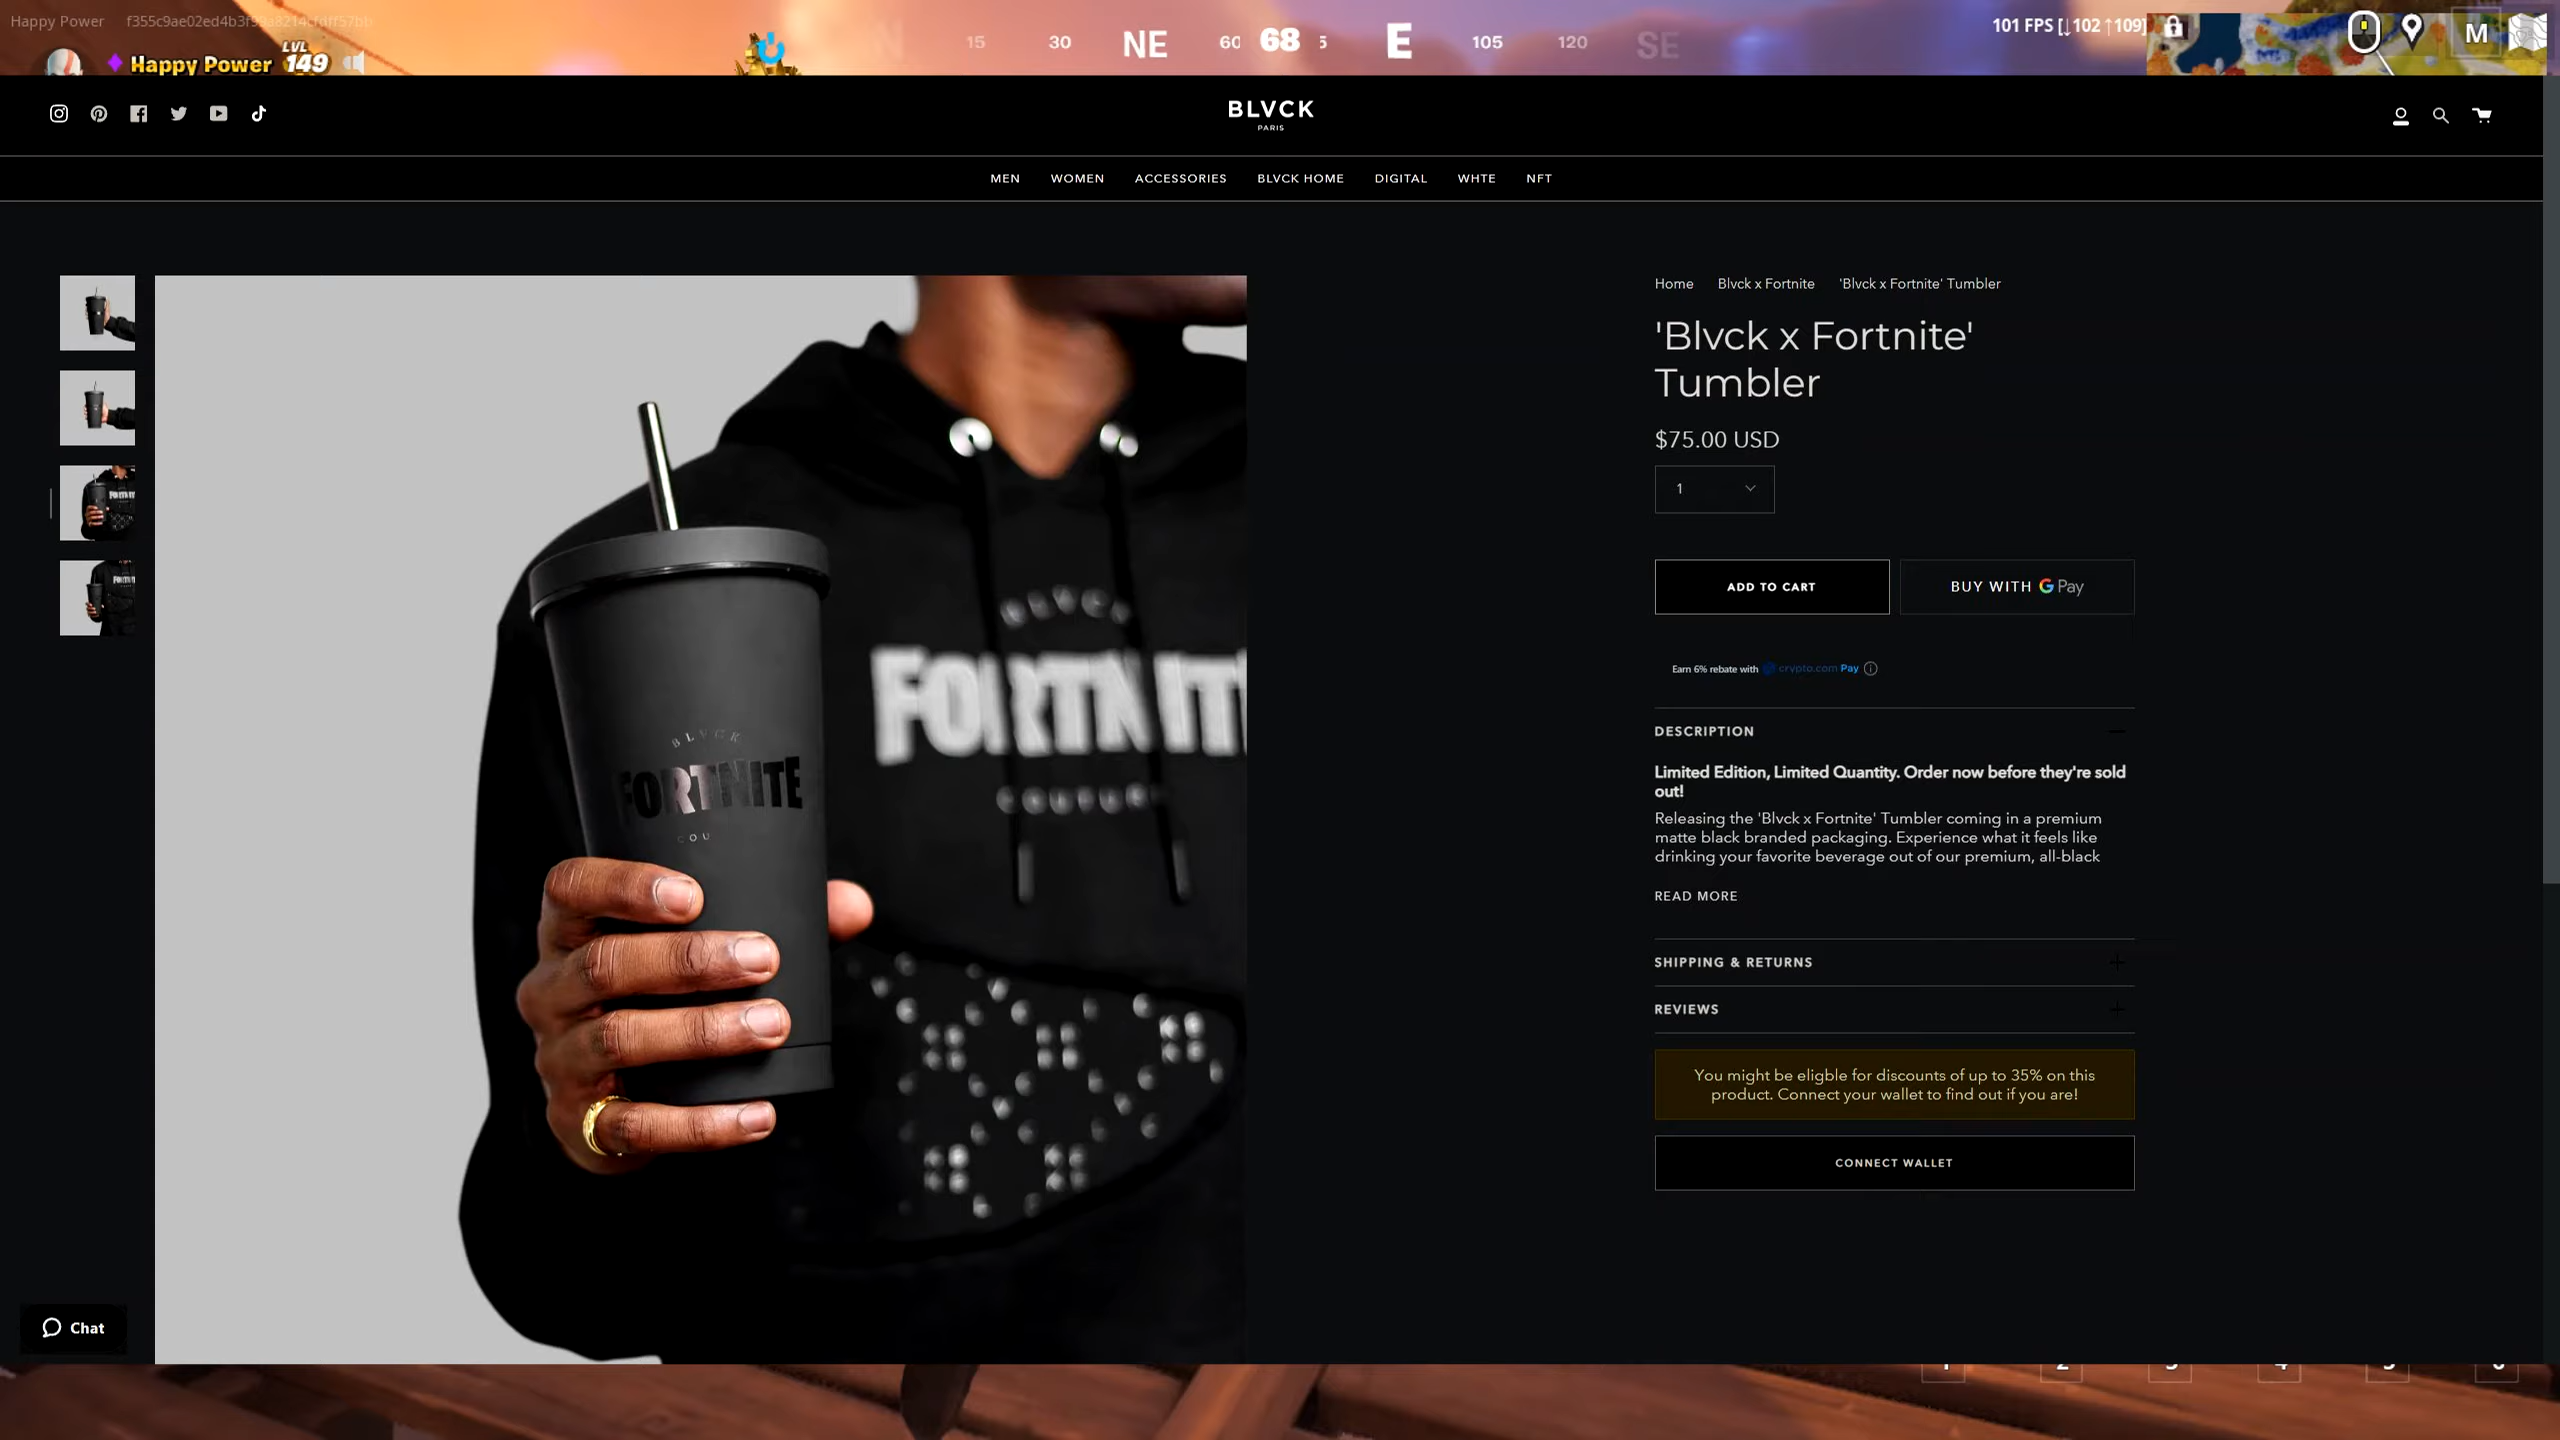 Happy Power
Happy Power LVL 149
15 30 NE 60 68 E 105 120 SE
101 FPS [↓102 ↑109]
M
BLVCK
PARIS
MEN WOMEN ACCESSORIES BLVCK HOME DIGITAL WHTE NFT
Home Blvck x Fortnite 'Blvck x Fortnite' Tumbler
'Blvck x Fortnite'
Tumbler
$75.00 USD
1
ADD TO CART
BUY WITH G Pay
Earn 6% rebate with crypto.com Pay
DESCRIPTION
Limited Edition, Limited Quantity. Order now before they're sold
out!
Releasing the 'Blvck x Fortnite' Tumbler coming in a premium
matte black branded packaging. Experience what it feels like
drinking your favorite beverage out of our premium, all-black
READ MORE
SHIPPING & RETURNS
REVIEWS
You might be eligble for discounts of up to 35% on this
product. Connect your wallet to find out if you are!
CONNECT WALLET
BLVCK
FORTNITE
COU
BLVCK
FORTNIT
Chat